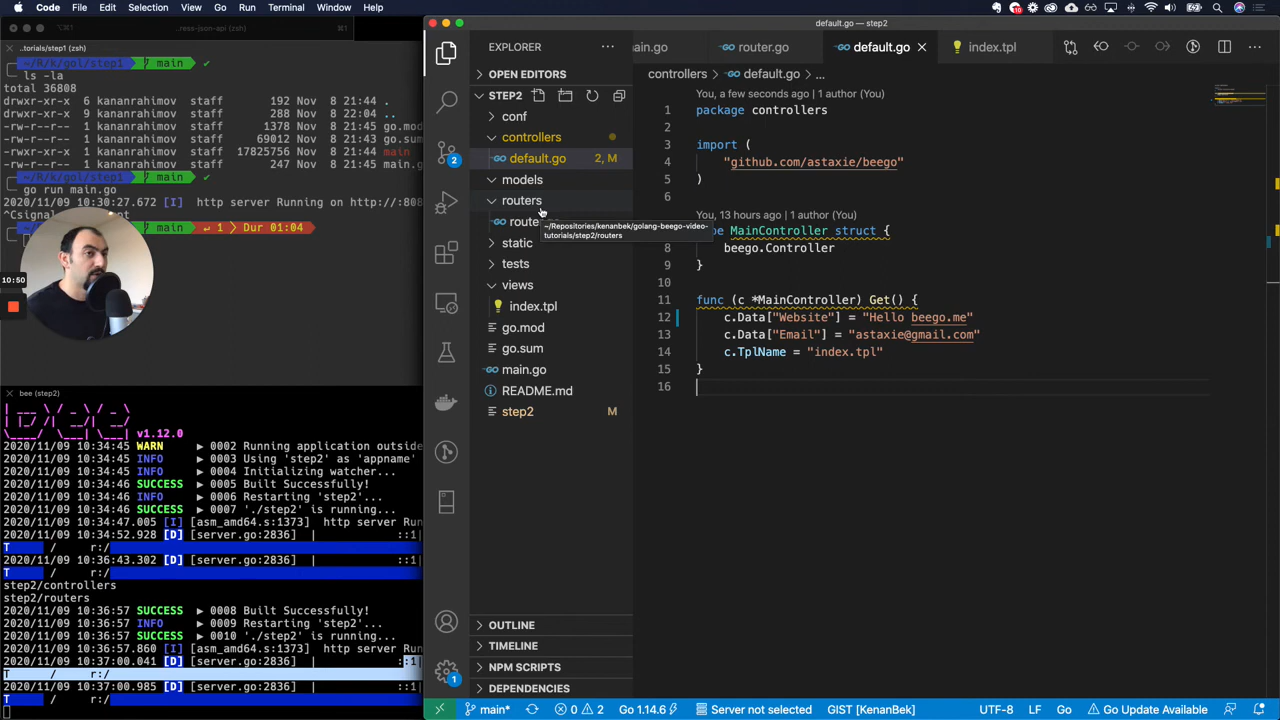 Code File Edit Selection View Go Run Terminal Window Help
10
..ress-json-api (zsh) ⌘1
..torials/step1 (zsh)
~/R/k/gol/step1 main ✔
ls -la
total 36808
drwxr-xr-x 6 kananrahimov staff 192 Nov 8 21:44 .
drwxr-xr-x 9 kananrahimov staff 288 Nov 8 22:04 ..
-rw-r--r-- 1 kananrahimov staff 1378 Nov 8 21:44 go.mod
-rw-r--r-- 1 kananrahimov staff 69012 Nov 8 21:43 go.sum
-rwxr-xr-x 1 kananrahimov staff 17825756 Nov 8 21:44 main
-rw-r--r-- 1 kananrahimov staff 247 Nov 8 21:45 main.g
~/R/k/gol/step1 main ✔
go run main.go
2020/11/09 10:30:27.672 [I] http server Running on http://:808
^Csignal
main ↵ 1 Dur 01:04
10:50
bee (step2)
v1.12.0
2020/11/09 10:34:45 WARN ▶ 0002 Running application outside
2020/11/09 10:34:45 INFO ▶ 0003 Using 'step2' as 'appname'
2020/11/09 10:34:45 INFO ▶ 0004 Initializing watcher...
2020/11/09 10:34:46 SUCCESS ▶ 0005 Built Successfully!
2020/11/09 10:34:46 INFO ▶ 0006 Restarting 'step2'...
2020/11/09 10:34:46 SUCCESS ▶ 0007 './step2' is running...
2020/11/09 10:34:47.005 [I] [asm_amd64.s:1373] http server Run
2020/11/09 10:34:52.928 [D] [server.go:2836] | ::1|
T / r:/
2020/11/09 10:36:43.302 [D] [server.go:2836] | ::1|
T / r:/
step2/controllers
step2/routers
2020/11/09 10:36:57 SUCCESS ▶ 0008 Built Successfully!
2020/11/09 10:36:57 INFO ▶ 0009 Restarting 'step2'...
2020/11/09 10:36:57 SUCCESS ▶ 0010 './step2' is running...
2020/11/09 10:36:57.860 [I] [asm_amd64.s:1373] http server Run
2020/11/09 10:37:00.041 [D] [server.go:2836] | ::1|
T / r:/
2020/11/09 10:37:00.985 [D] [server.go:2836] | ::1|
T / r:/
default.go — step2
EXPLORER
OPEN EDITORS
STEP2
conf
controllers
default.go 2, M
models
routers
route
static
tests
views
index.tpl
go.mod
go.sum
main.go
README.md
step2 M
OUTLINE
TIMELINE
NPM SCRIPTS
DEPENDENCIES
~/Repositories/kenanbek/golang-beego-video-
tutorials/step2/routers
2
1
ain.go router.go default.go index.tpl
controllers > default.go > ...
You, a few seconds ago | 1 author (You)
1 package controllers
2
3 import (
4 "github.com/astaxie/beego"
5 )
6
You, 13 hours ago | 1 author (You)
pe MainController struct {
beego.Controller
9 }
10
11 func (c *MainController) Get() {
12 c.Data["Website"] = "Hello beego.me"
13 c.Data["Email"] = "astaxie@gmail.com"
14 c.TplName = "index.tpl"
15 }
16
main* 0 2 Go 1.14.6 Server not selected GIST [KenanBek] UTF-8 LF Go Go Update Available